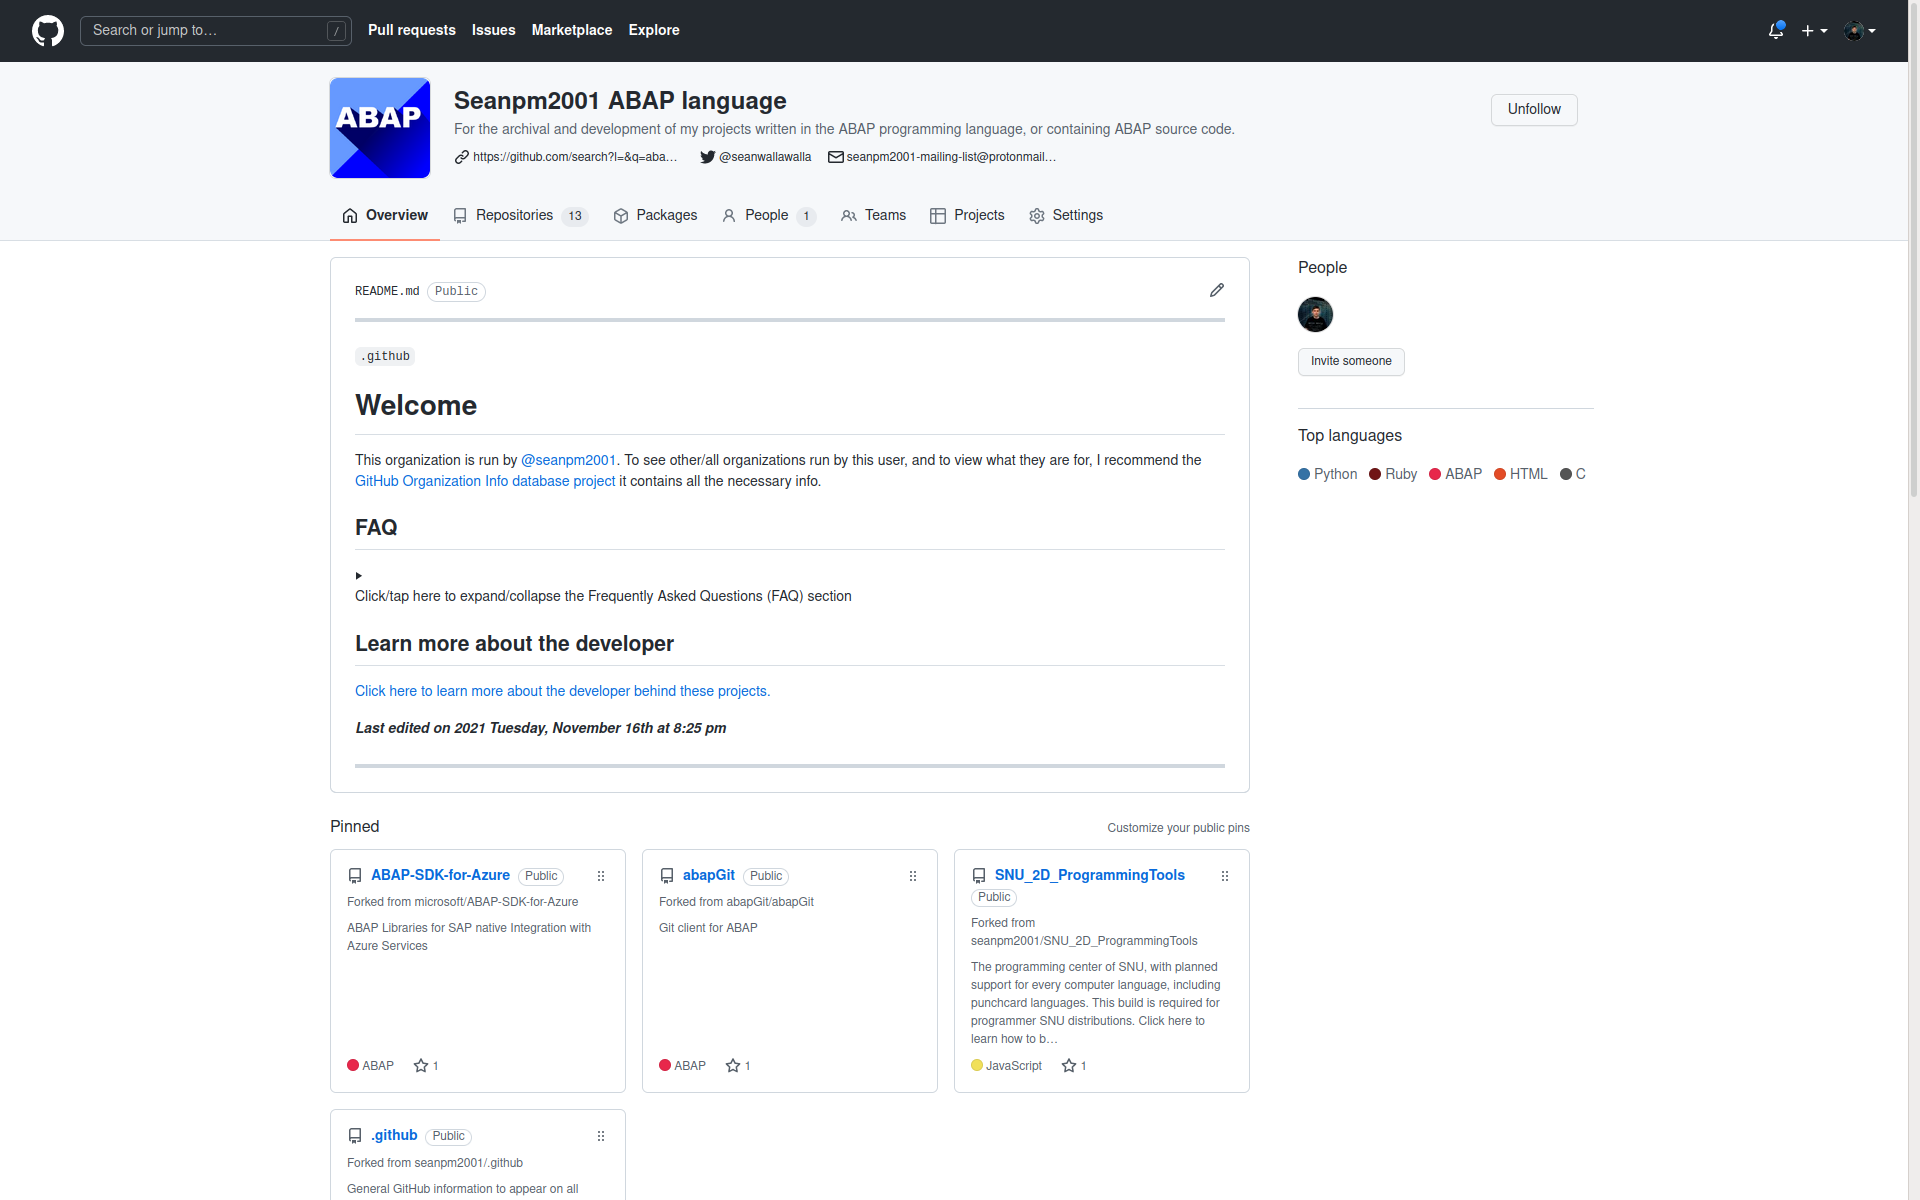 Search or jump to…
/
Pull requests
Issues
Marketplace
Explore
ABAP
Seanpm2001 ABAP language
For the archival and development of my projects written in the ABAP programming language, or containing ABAP source code.
https://github.com/search?l=&q=aba…
@seanwallawalla
seanpm2001-mailing-list@protonmail…
Unfollow
Overview
Repositories 13
Packages
People 1
Teams
Projects
Settings
README.md Public
.github
Welcome
This organization is run by @seanpm2001. To see other/all organizations run by this user, and to view what they are for, I recommend the
GitHub Organization Info database project it contains all the necessary info.
FAQ
Click/tap here to expand/collapse the Frequently Asked Questions (FAQ) section
Learn more about the developer
Click here to learn more about the developer behind these projects.
Last edited on 2021 Tuesday, November 16th at 8:25 pm
People
Invite someone
Top languages
Python Ruby ABAP HTML C
Pinned
Customize your public pins
ABAP-SDK-for-Azure Public
Forked from microsoft/ABAP-SDK-for-Azure
ABAP Libraries for SAP native Integration with
Azure Services
ABAP 1
abapGit Public
Forked from abapGit/abapGit
Git client for ABAP
ABAP 1
SNU_2D_ProgrammingTools
Public
Forked from
seanpm2001/SNU_2D_ProgrammingTools
The programming center of SNU, with planned
support for every computer language, including
punchcard languages. This build is required for
programmer SNU distributions. Click here to
learn how to b…
JavaScript 1
.github Public
Forked from seanpm2001/.github
General GitHub information to appear on all